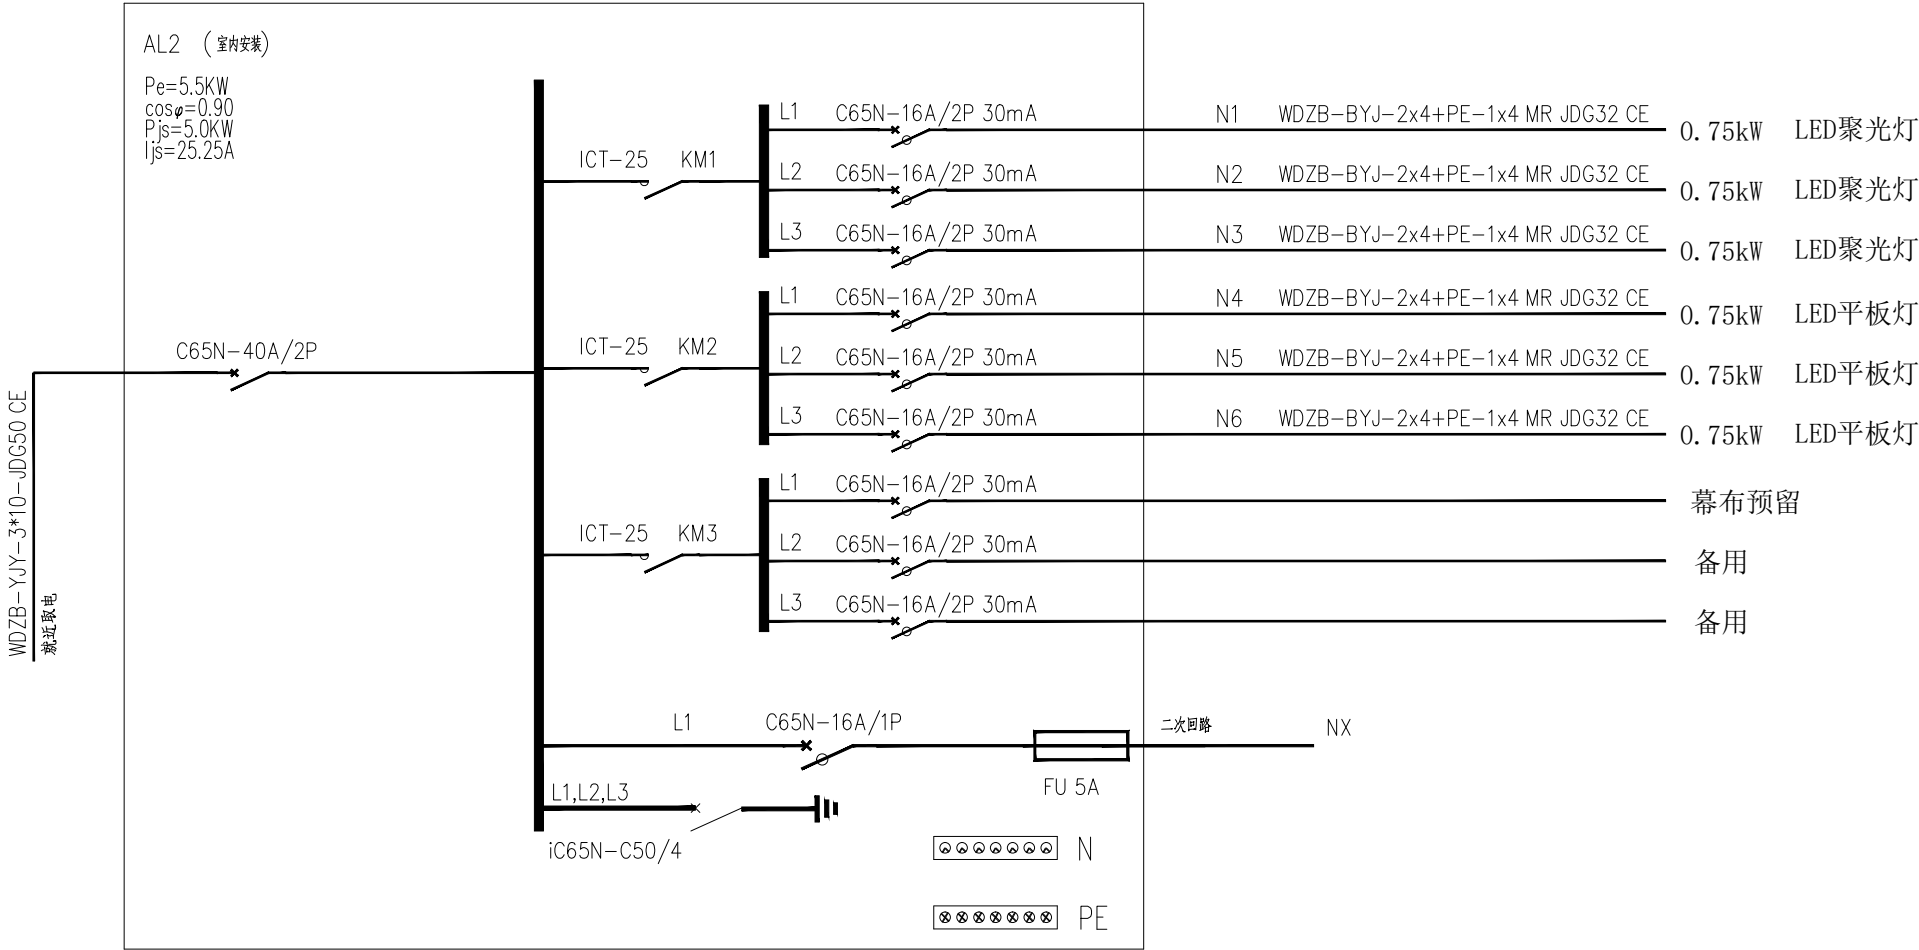 AL2 （室内安装）
Pe=5.5KW
cosφ=0.90
Pjs=5.0KW
Ijs=25.25A
WDZB-YJY-3*10-JDG50 CE
就近取电
C65N-40A/2P
ICT-25 KM1
L1 C65N-16A/2P 30mA N1 WDZB-BYJ-2x4+PE-1x4 MR JDG32 CE 0.75kW LED聚光灯
L2 C65N-16A/2P 30mA N2 WDZB-BYJ-2x4+PE-1x4 MR JDG32 CE 0.75kW LED聚光灯
L3 C65N-16A/2P 30mA N3 WDZB-BYJ-2x4+PE-1x4 MR JDG32 CE 0.75kW LED聚光灯
ICT-25 KM2
L1 C65N-16A/2P 30mA N4 WDZB-BYJ-2x4+PE-1x4 MR JDG32 CE 0.75kW LED平板灯
L2 C65N-16A/2P 30mA N5 WDZB-BYJ-2x4+PE-1x4 MR JDG32 CE 0.75kW LED平板灯
L3 C65N-16A/2P 30mA N6 WDZB-BYJ-2x4+PE-1x4 MR JDG32 CE 0.75kW LED平板灯
ICT-25 KM3
L1 C65N-16A/2P 30mA 幕布预留
L2 C65N-16A/2P 30mA 备用
L3 C65N-16A/2P 30mA 备用
L1 C65N-16A/1P 二次回路 NX
FU 5A
L1,L2,L3
iC65N-C50/4
N
PE